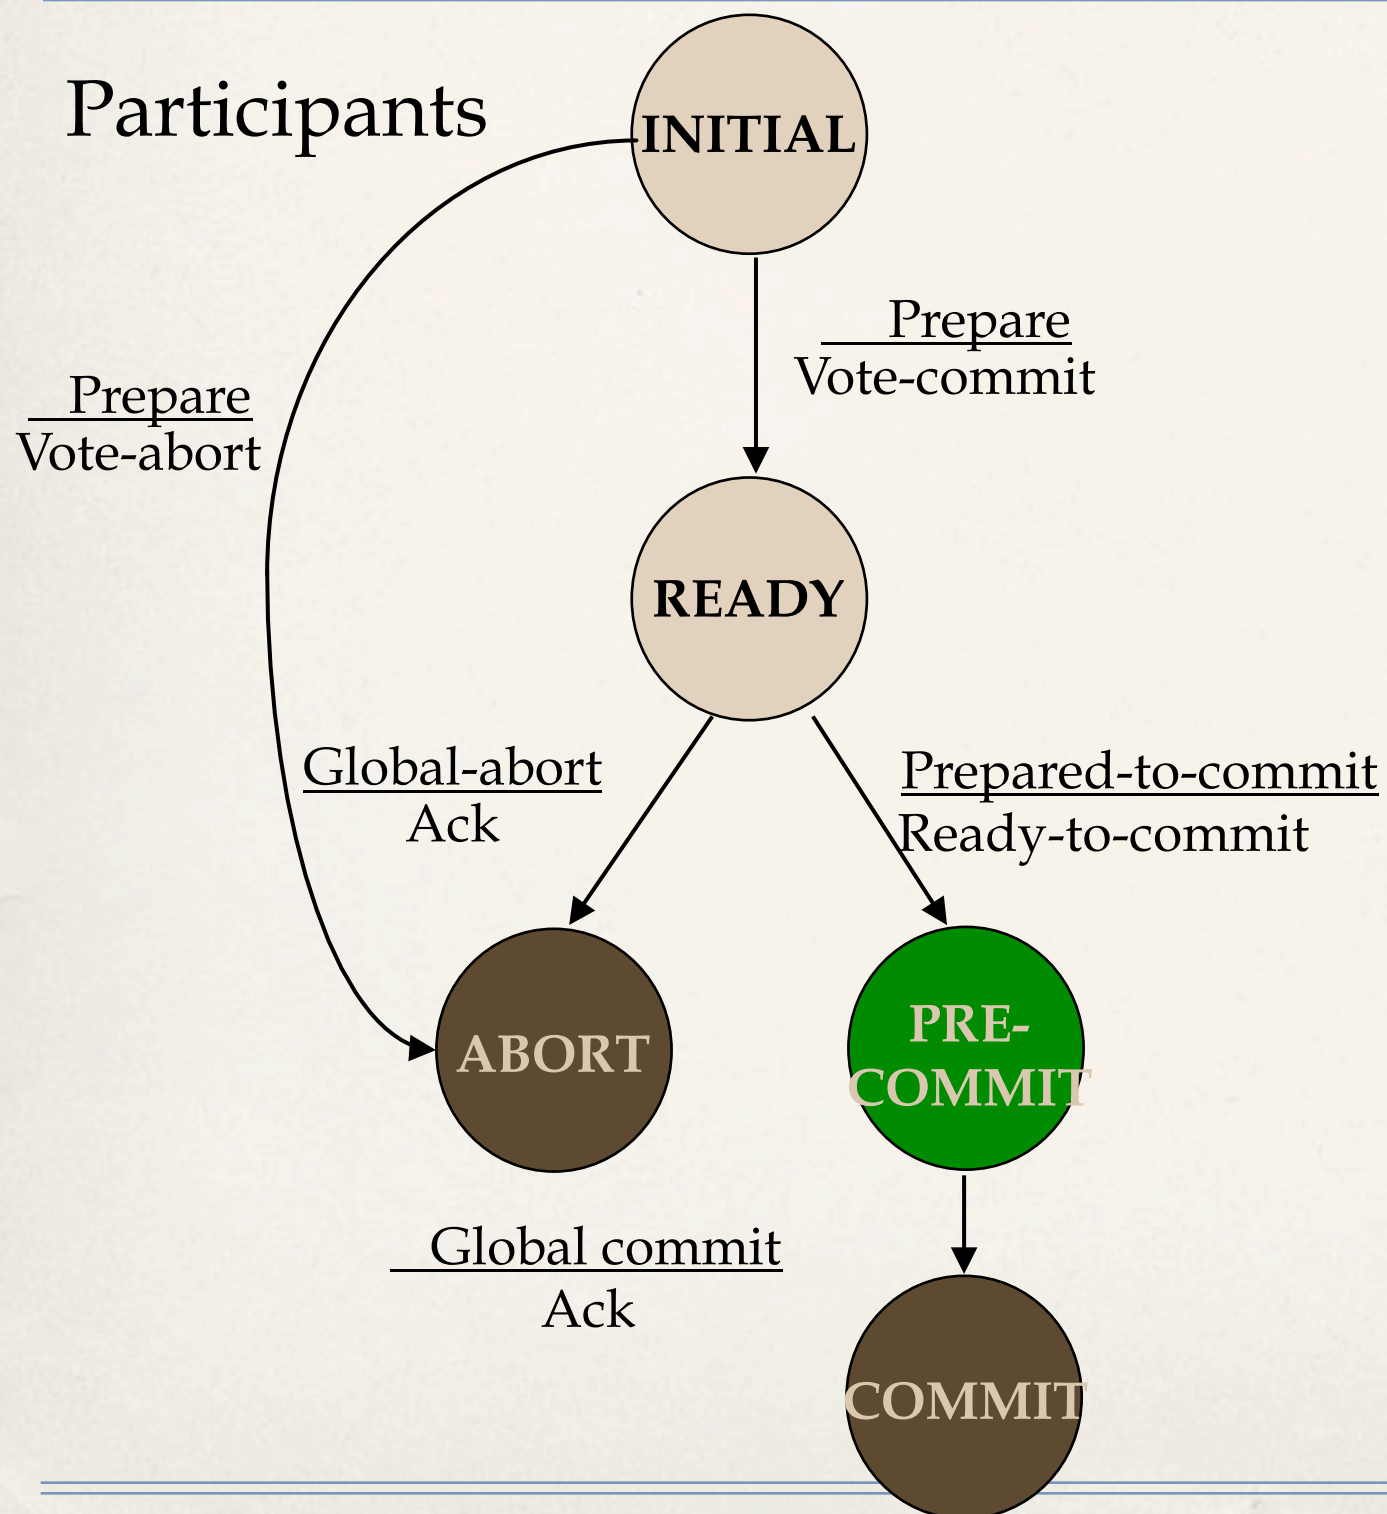 Participants
INITIAL
Prepare
Vote-commit
Prepare
Vote-abort
READY
Global-abort
Ack
Prepared-to-commit
Ready-to-commit
ABORT
PRE-
COMMIT
Global commit
Ack
COMMIT